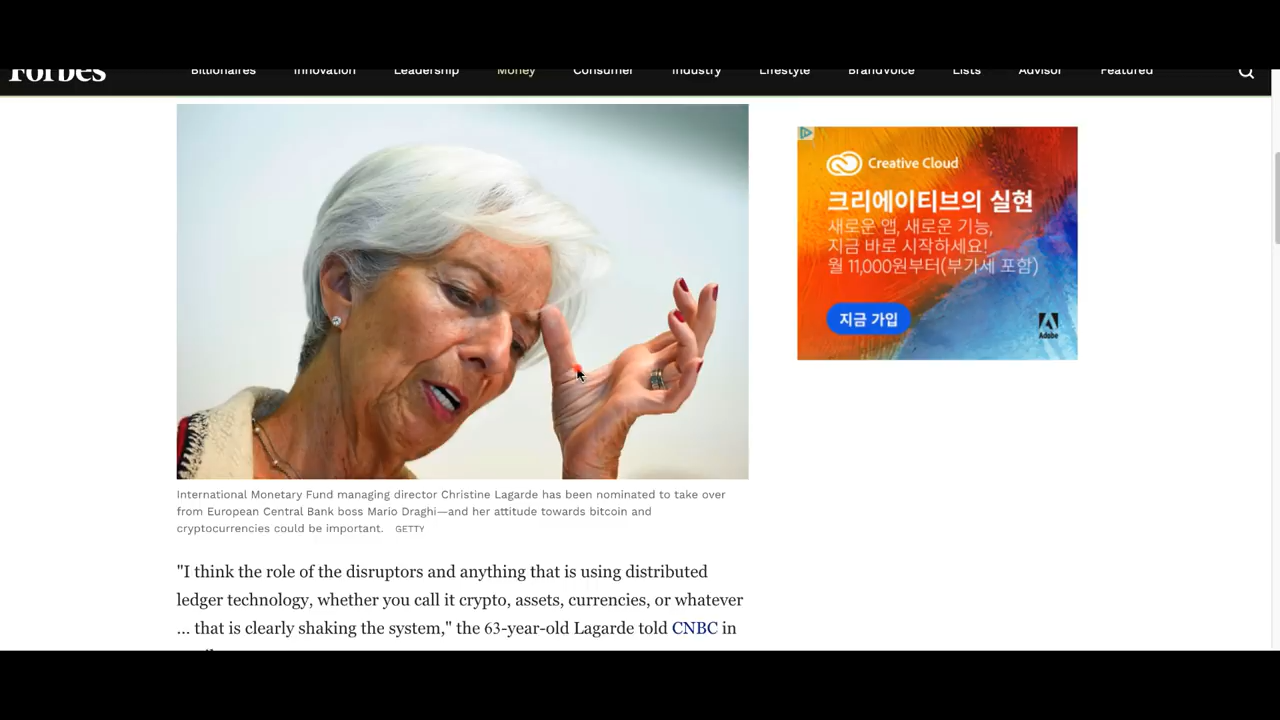 Forbes
Billionaires
Innovation
Leadership
Money
Consumer
Industry
Lifestyle
BrandVoice
Lists
Advisor
Featured
Creative Cloud
크리에이티브의 실현
새로운 앱, 새로운 기능,
지금 바로 시작하세요!
월 11,000원부터(부가세 포함)
지금 가입
Adobe
International Monetary Fund managing director Christine Lagarde has been nominated to take over
from European Central Bank boss Mario Draghi—and her attitude towards bitcoin and
cryptocurrencies could be important. GETTY
"I think the role of the disruptors and anything that is using distributed
ledger technology, whether you call it crypto, assets, currencies, or whatever
... that is clearly shaking the system," the 63-year-old Lagarde told CNBC in